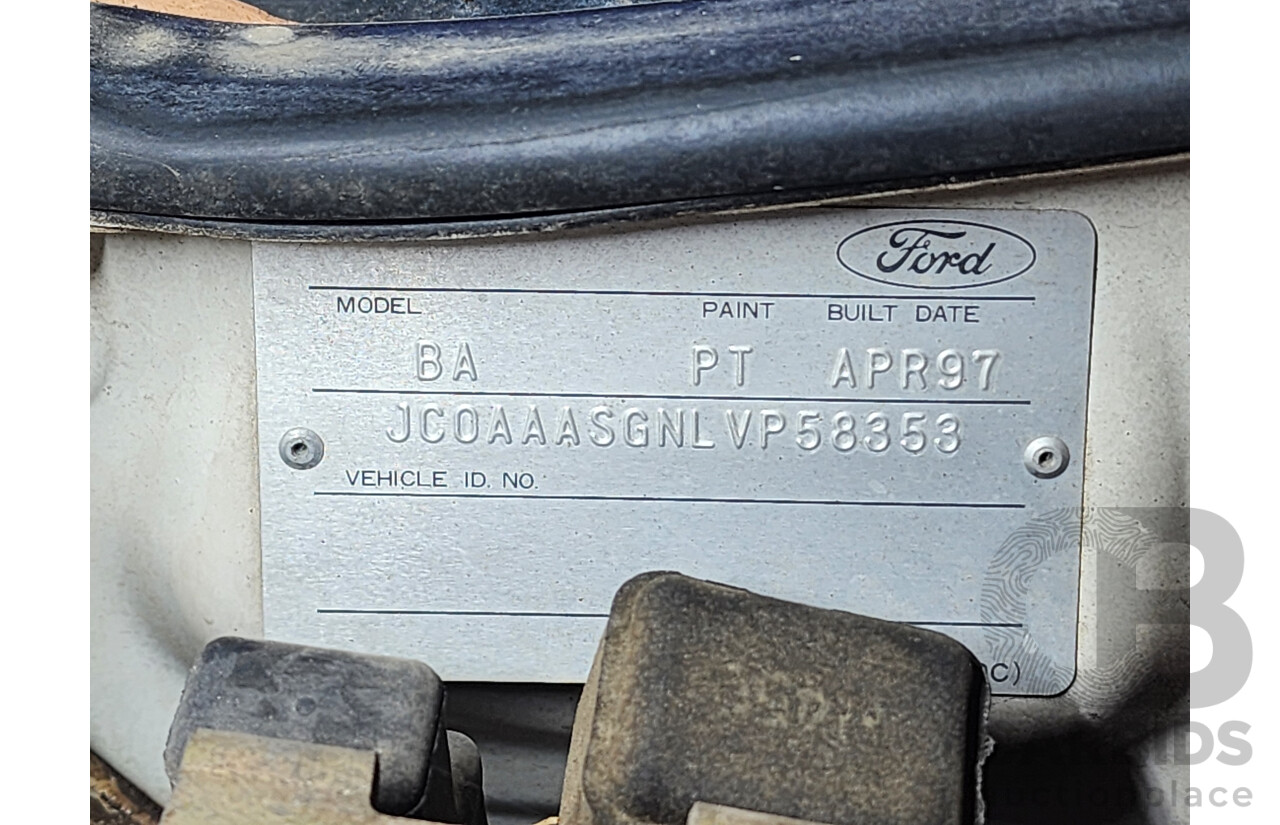 Ford
MODEL PAINT BUILT DATE
BA PT APR97
JC0AAASGNLVP58353
VEHICLE ID. NO.